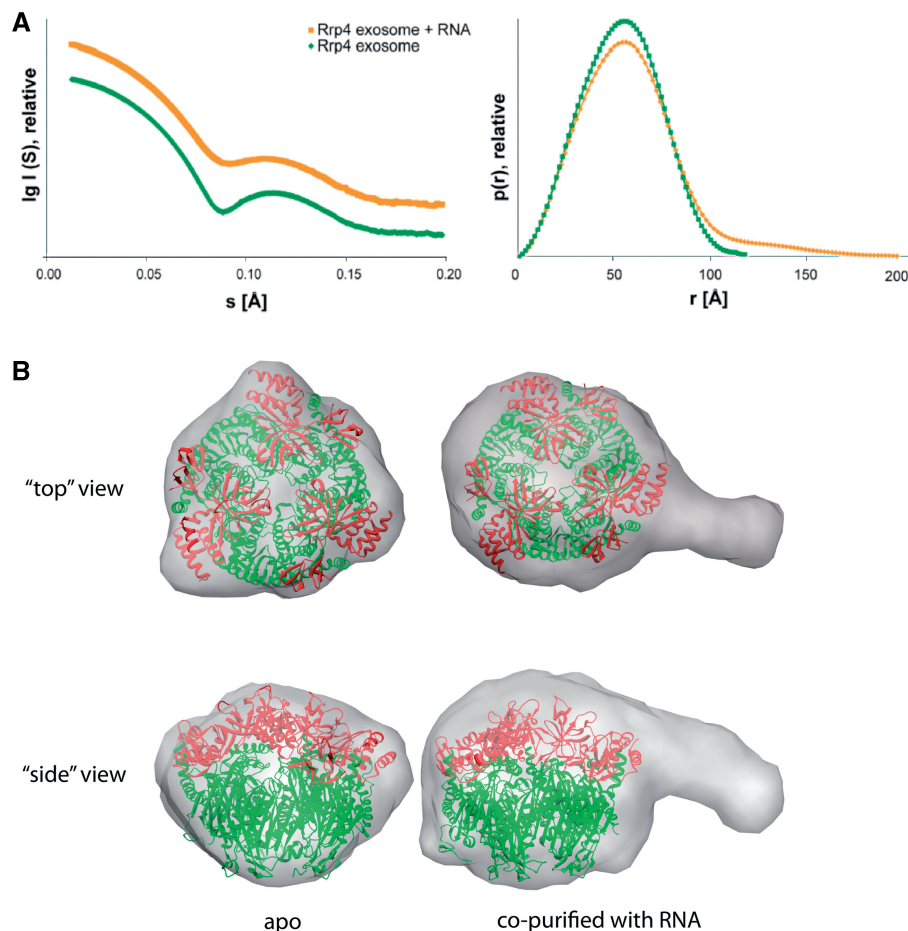 A
Rrp4 exosome + RNA
Rrp4 exosome
lg I (S), relative
0.00 0.05 0.10 0.15 0.20
s [Å]
p(r), relative
0 50 100 150 200
r [Å]
B
“top” view
“side” view
apo co-purified with RNA